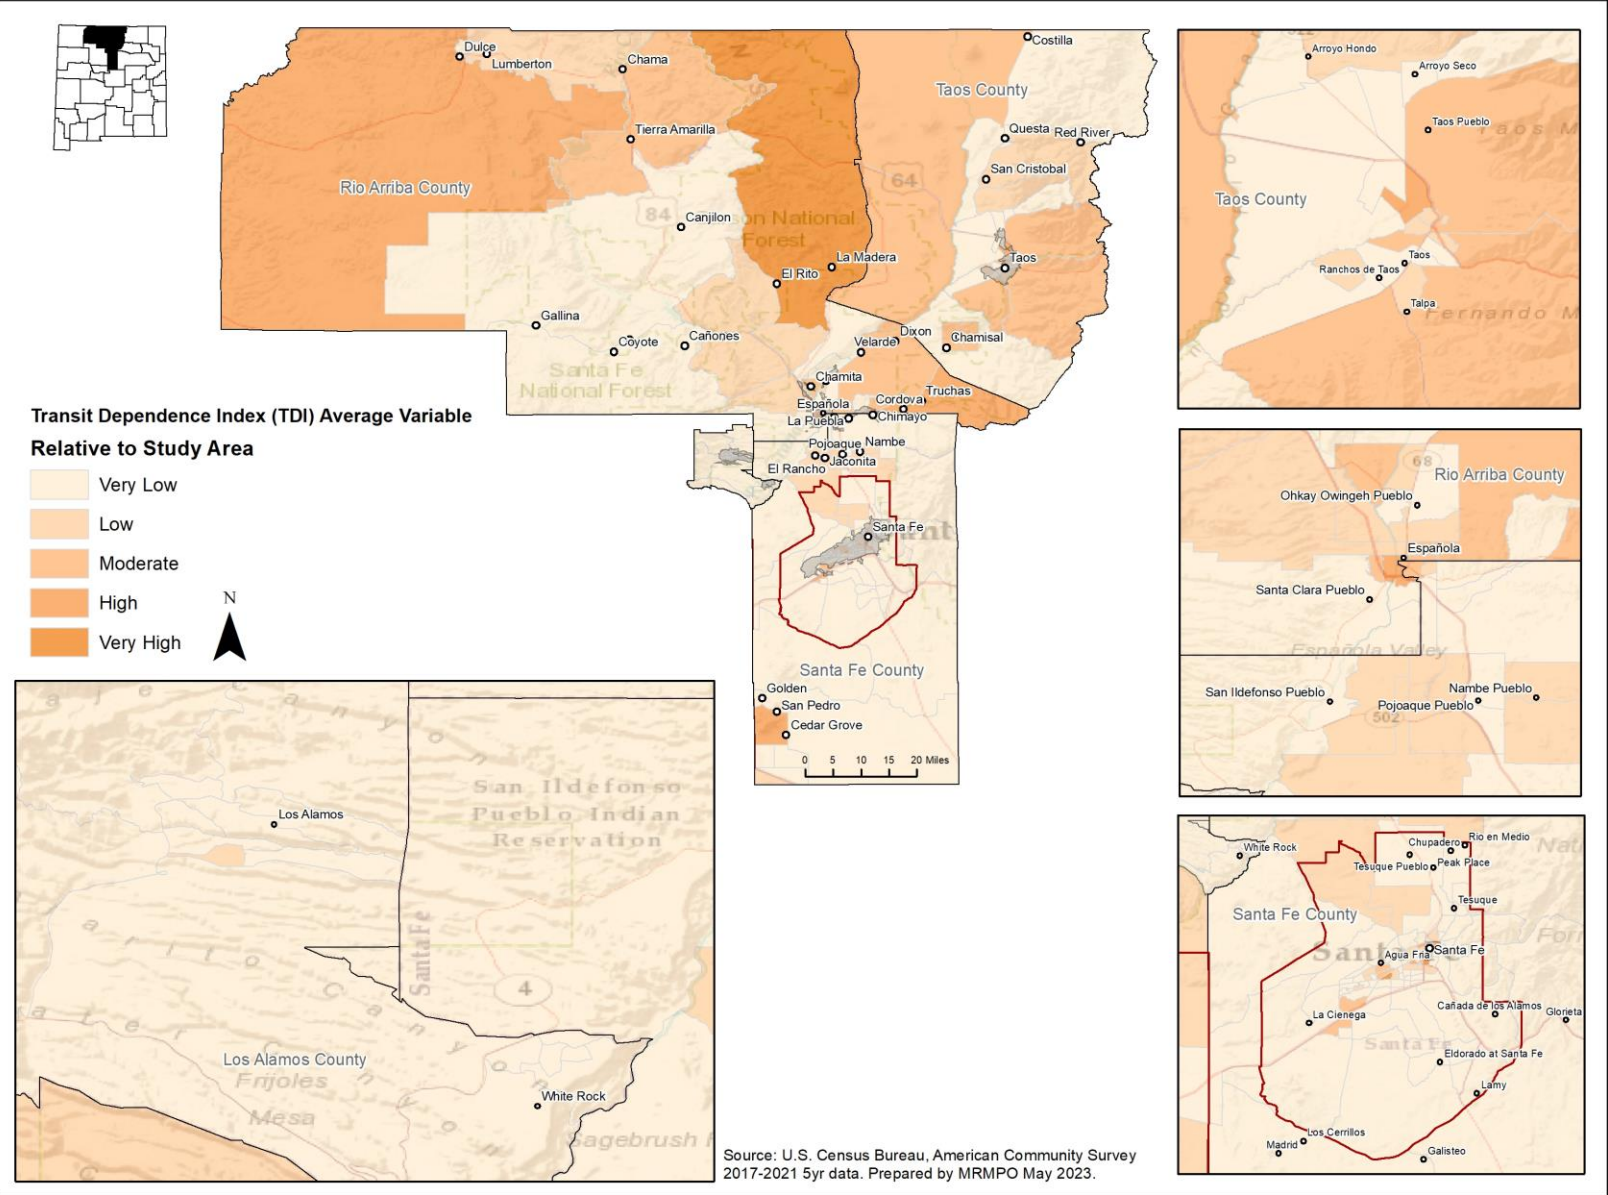 Dulce
Lumberton
Chama
Tierra Amarilla
Rio Arriba County
84
Canjilon
on National
Forest
El Rito
La Madera
Gallina
Coyote
Cañones
Santa Fe
National Forest
Costilla
Taos County
Questa
Red River
San Cristobal
64
Taos
Dixon
Velarde
Chamisal
Chamita
Truchas
Española
Cordova
La Puebla
Chimayo
Pojoaque
Nambe
El Rancho
Jaconita
Santa Fe
Santa Fe County
Golden
San Pedro
Cedar Grove
0 5 10 15 20 Miles
Transit Dependence Index (TDI) Average Variable
Relative to Study Area
Very Low
Low
Moderate
High
Very High
N
Arroyo Hondo
Arroyo Seco
Taos Pueblo
Taos M
Taos County
Taos
Ranchos de Taos
Talpa
Fernando M
68
Rio Arriba County
Ohkay Owingeh Pueblo
Española
Santa Clara Pueblo
Española Valley
San Ildefonso Pueblo
Nambe Pueblo
Pojoaque Pueblo
502
White Rock
Rio en Medio
Chupadero
Tesuque Pueblo
Peak Place
Tesuque
Santa Fe County
Santa Fe
Agua Fria
Cañada de los Alamos
Glorieta
La Cienega
Santa Fe
Eldorado at Santa Fe
Lamy
Los Cerrillos
Madrid
Galisteo
San Ildefonso
Pueblo Indian
Reservation
Los Alamos
Santa Fe
4
Los Alamos County
Frijoles
Mesa
White Rock
Sagebrush
Source: U.S. Census Bureau, American Community Survey
2017-2021 5yr data. Prepared by MRMPO May 2023.